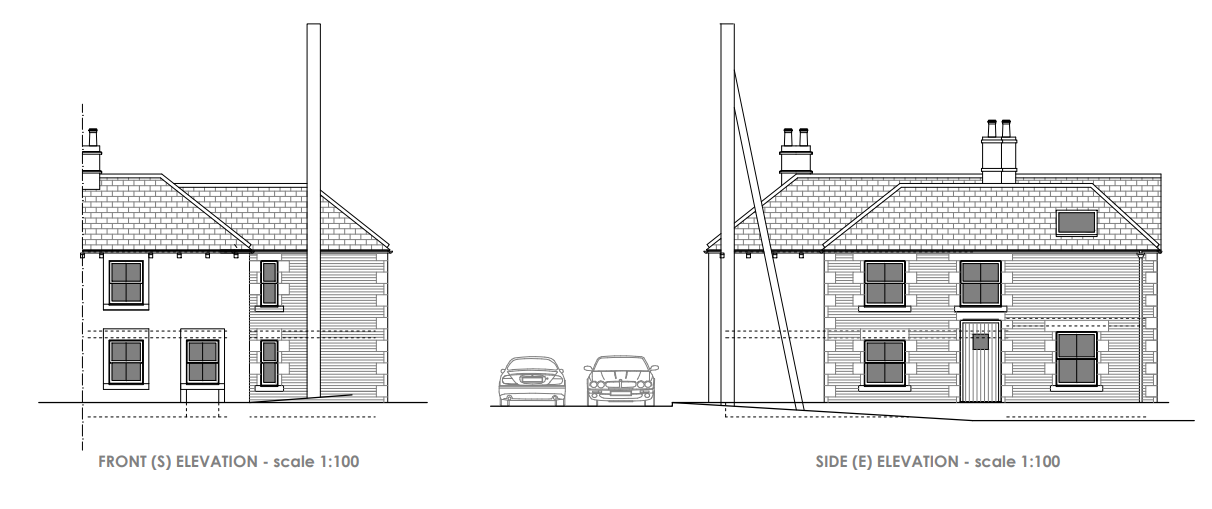 FRONT (S) ELEVATION - scale 1:100
SIDE (E) ELEVATION - scale 1:100